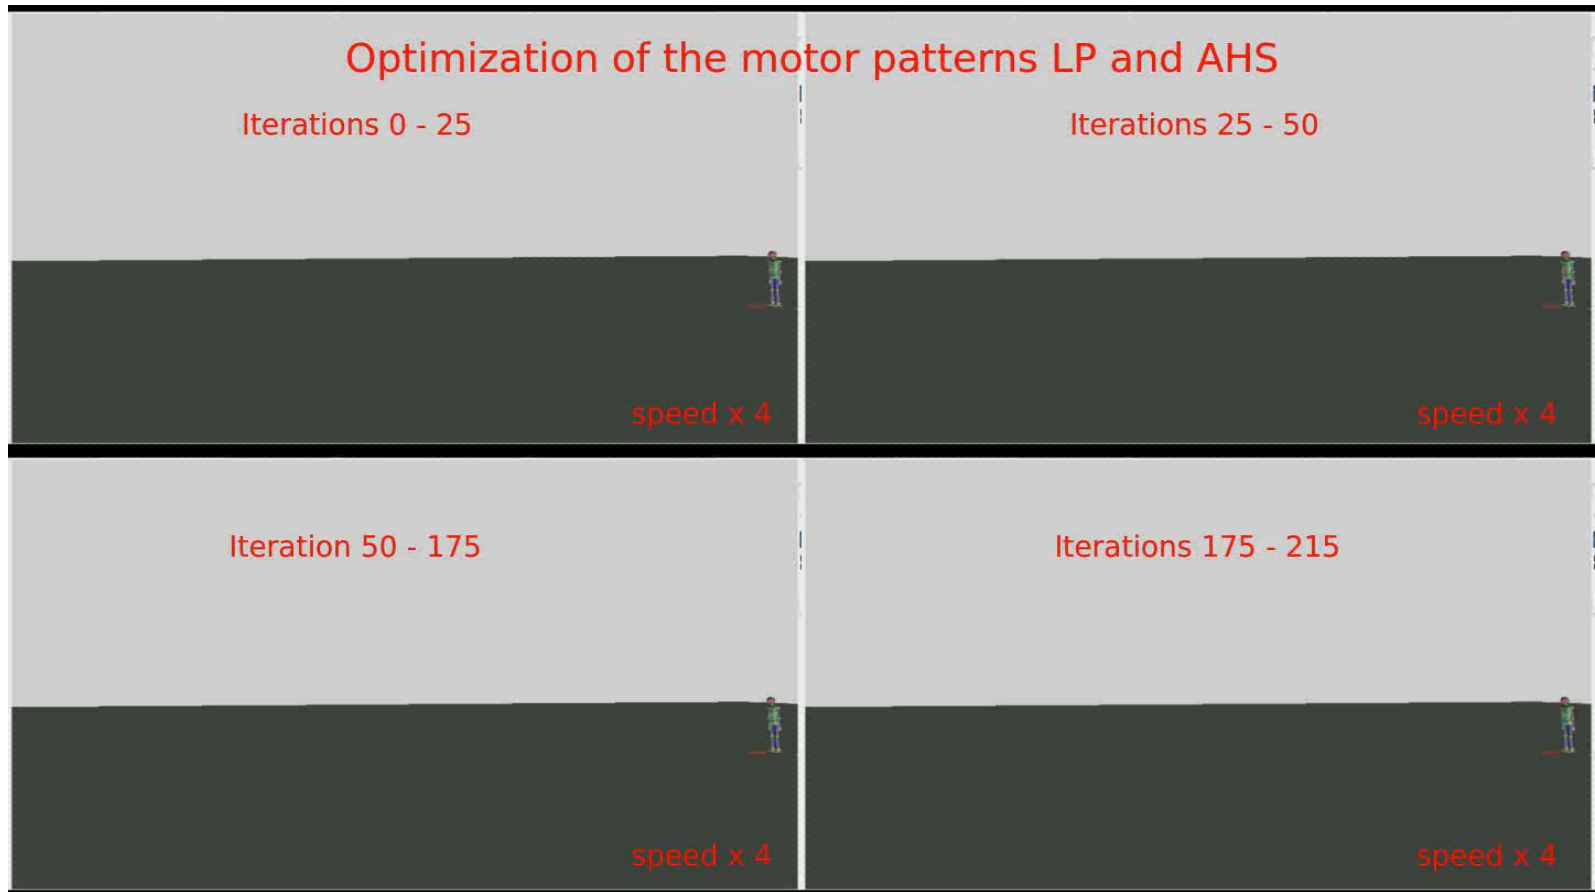 Optimization of the motor patterns LP and AHS
Iterations 0 - 25
Iterations 25 - 50
speed x 4
speed x 4
Iteration 50 - 175
Iterations 175 - 215
speed x 4
speed x 4